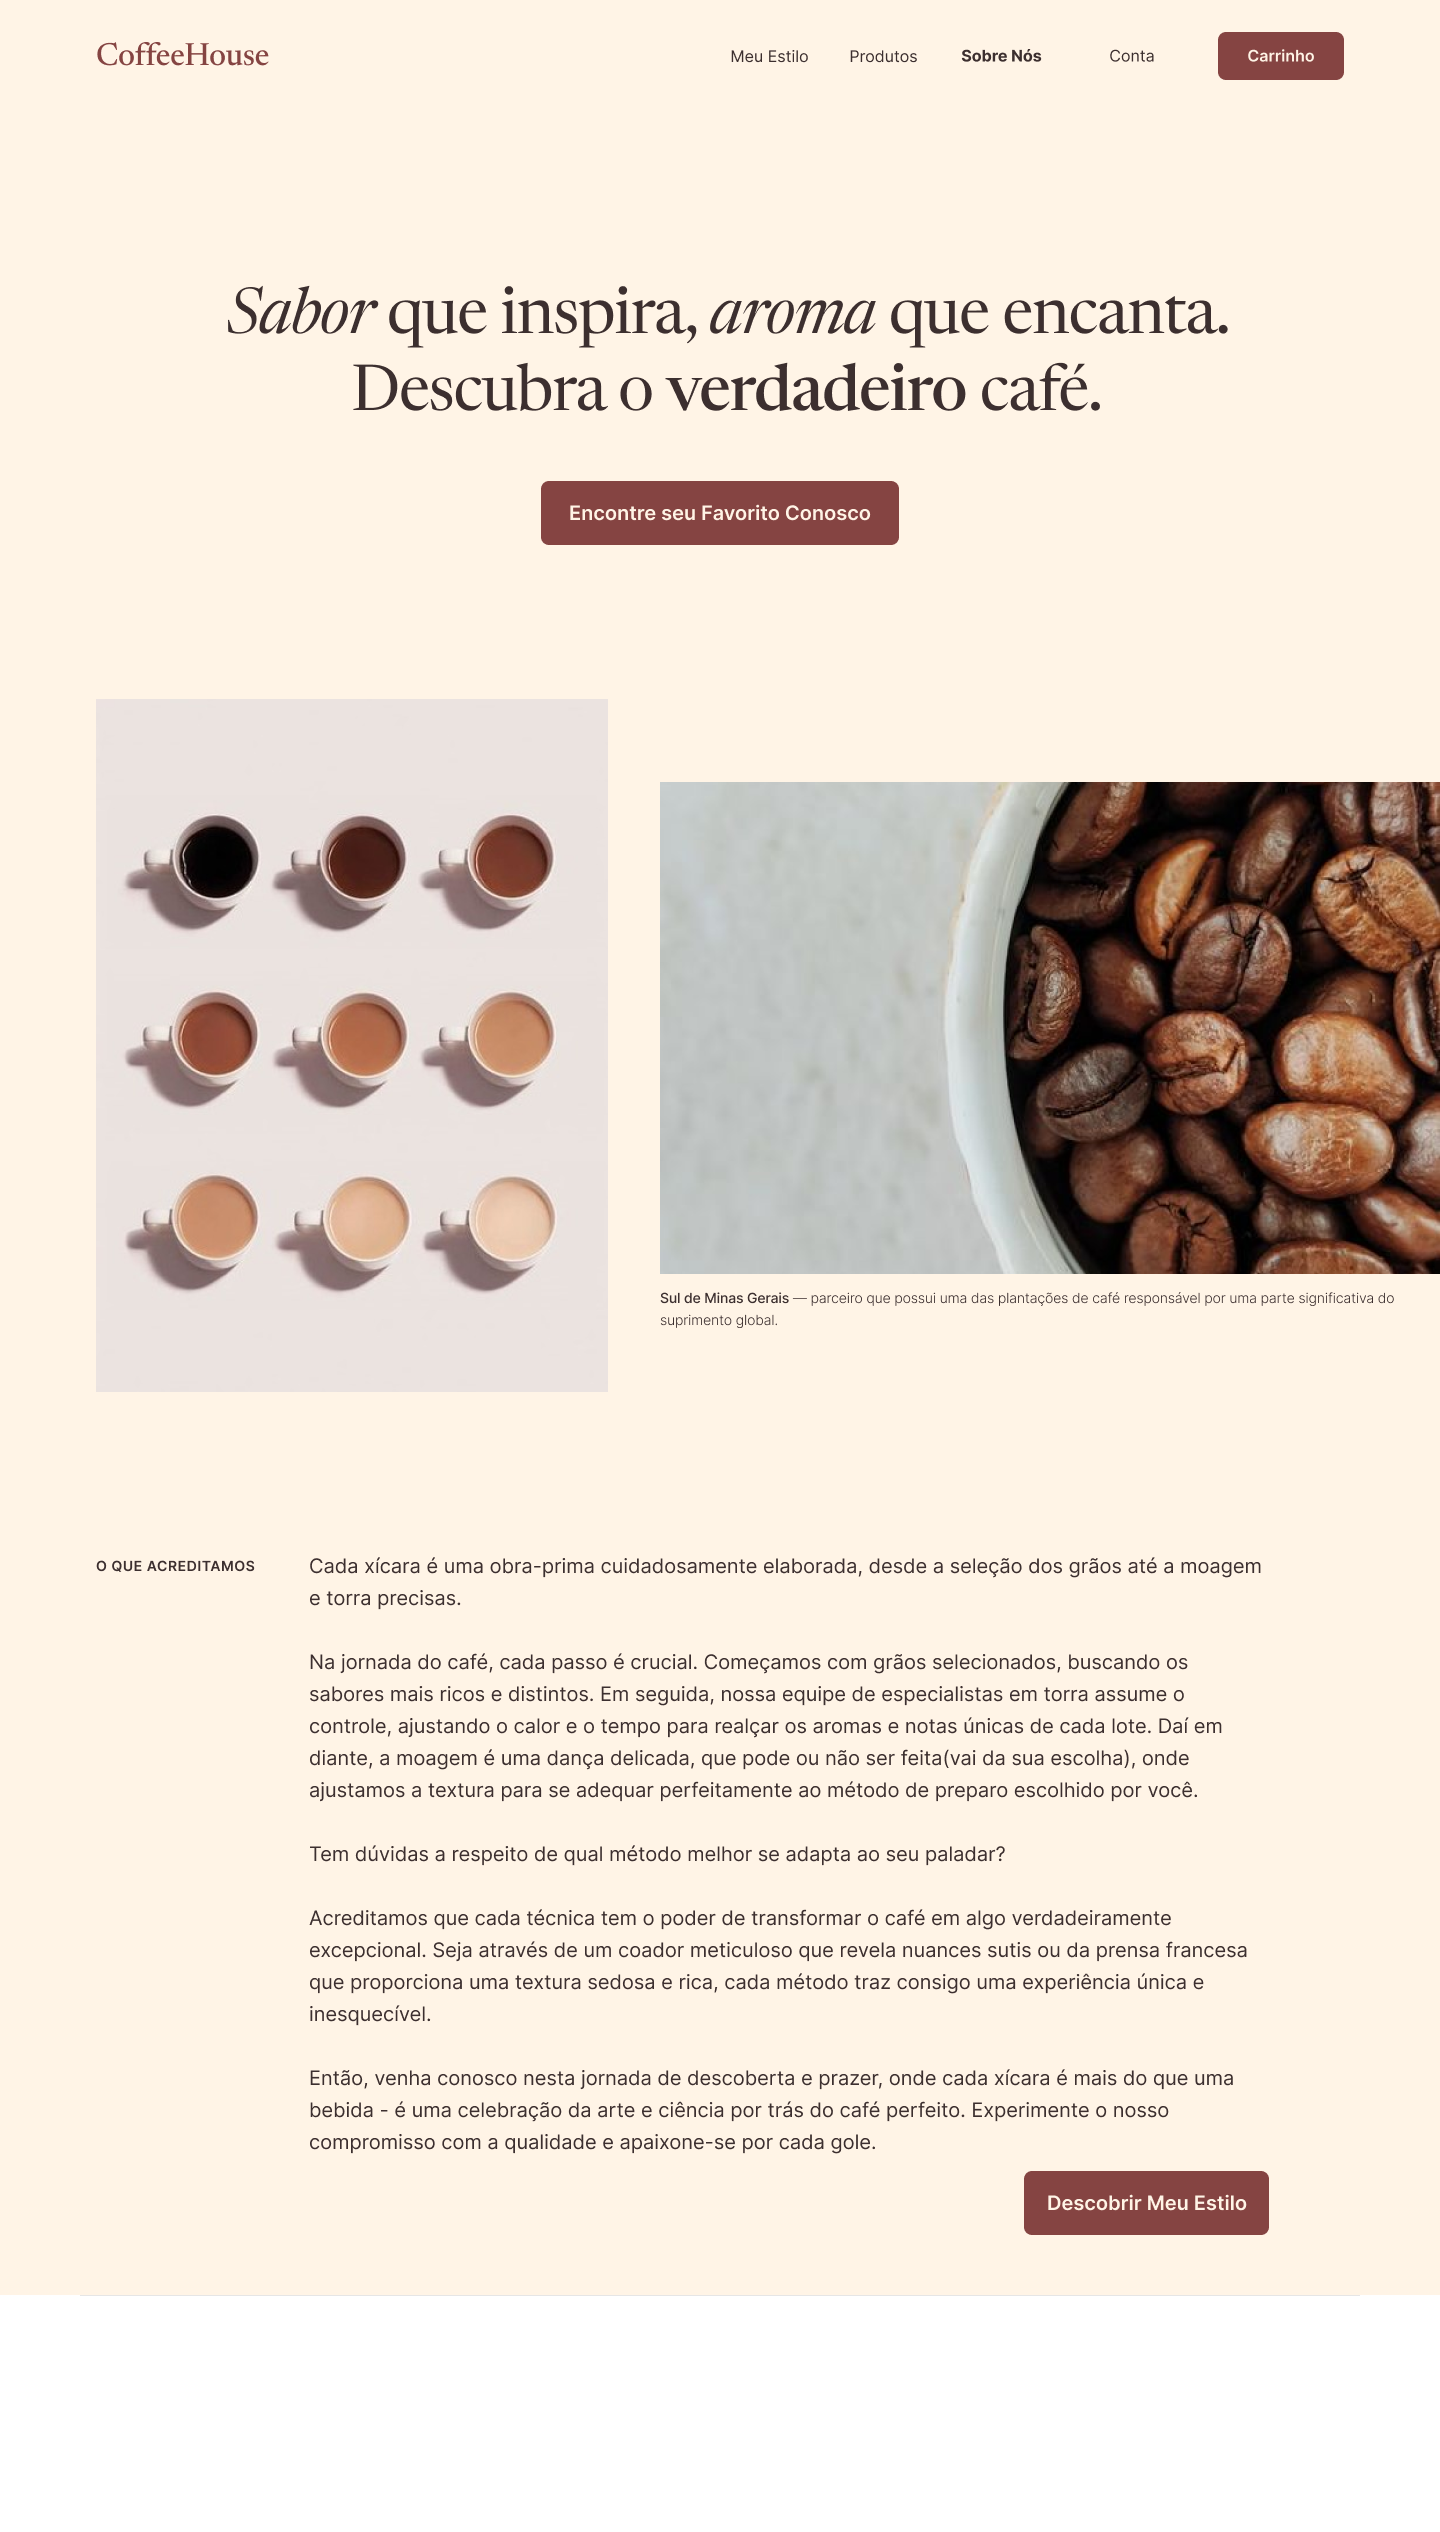 CoffeeHouse
Meu Estilo
Produtos
Sobre Nós
Conta
Carrinho
Sabor que inspira, aroma que encanta.
Descubra o verdadeiro café.
Encontre seu Favorito Conosco
Sul de Minas Gerais — parceiro que possui uma das plantações de café responsável por uma parte significativa do
suprimento global.
O QUE ACREDITAMOS
Cada xícara é uma obra-prima cuidadosamente elaborada, desde a seleção dos grãos até a moagem
e torra precisas.
Na jornada do café, cada passo é crucial. Começamos com grãos selecionados, buscando os
sabores mais ricos e distintos. Em seguida, nossa equipe de especialistas em torra assume o
controle, ajustando o calor e o tempo para realçar os aromas e notas únicas de cada lote. Daí em
diante, a moagem é uma dança delicada, que pode ou não ser feita(vai da sua escolha), onde
ajustamos a textura para se adequar perfeitamente ao método de preparo escolhido por você.
Tem dúvidas a respeito de qual método melhor se adapta ao seu paladar?
Acreditamos que cada técnica tem o poder de transformar o café em algo verdadeiramente
excepcional. Seja através de um coador meticuloso que revela nuances sutis ou da prensa francesa
que proporciona uma textura sedosa e rica, cada método traz consigo uma experiência única e
inesquecível.
Então, venha conosco nesta jornada de descoberta e prazer, onde cada xícara é mais do que uma
bebida - é uma celebração da arte e ciência por trás do café perfeito. Experimente o nosso
compromisso com a qualidade e apaixone-se por cada gole.
Descobrir Meu Estilo